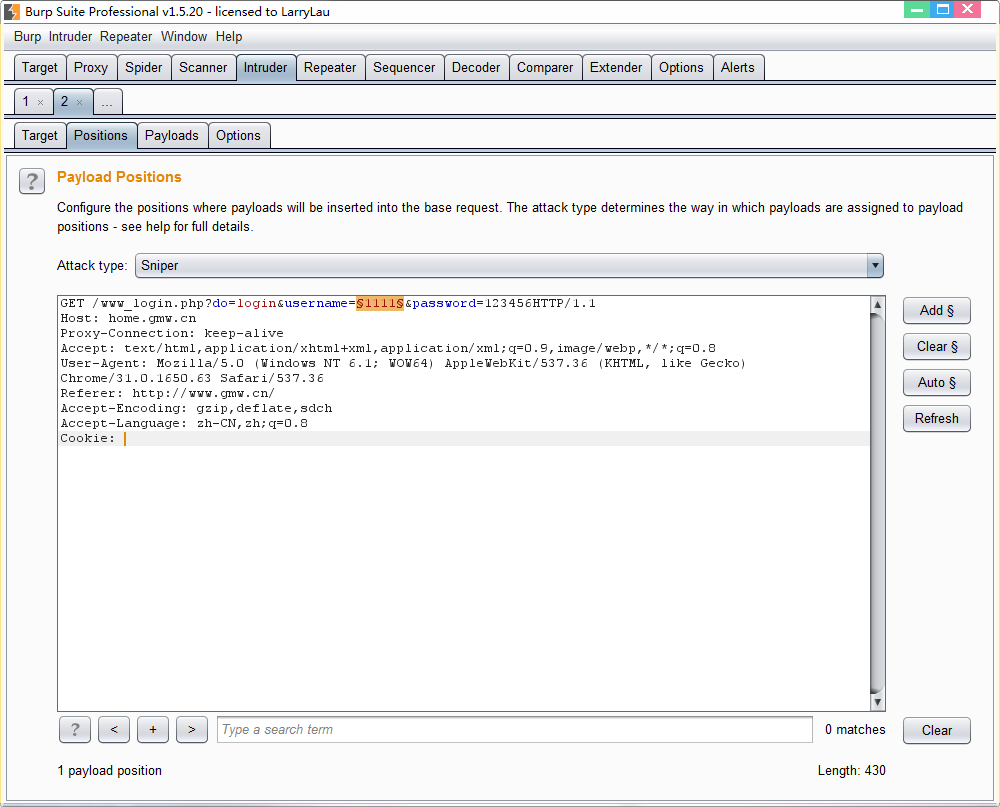 Burp Suite Professional v1.5.20 - licensed to LarryLau
Burp Intruder Repeater Window Help
Target Proxy Spider Scanner Intruder Repeater Sequencer Decoder Comparer Extender Options Alerts
1 × 2 × ...
Target Positions Payloads Options
? Payload Positions
Configure the positions where payloads will be inserted into the base request. The attack type determines the way in which payloads are assigned to payload
positions - see help for full details.
Attack type: Sniper
GET /www_login.php?do=login&username=§1111§&password=123456HTTP/1.1
Host: home.gmw.cn
Proxy-Connection: keep-alive
Accept: text/html,application/xhtml+xml,application/xml;q=0.9,image/webp,*/*;q=0.8
User-Agent: Mozilla/5.0 (Windows NT 6.1; WOW64) AppleWebKit/537.36 (KHTML, like Gecko)
Chrome/31.0.1650.63 Safari/537.36
Referer: http://www.gmw.cn/
Accept-Encoding: gzip,deflate,sdch
Accept-Language: zh-CN,zh;q=0.8
Cookie:
Add §
Clear §
Auto §
Refresh
? < + > Type a search term 0 matches Clear
1 payload position Length: 430